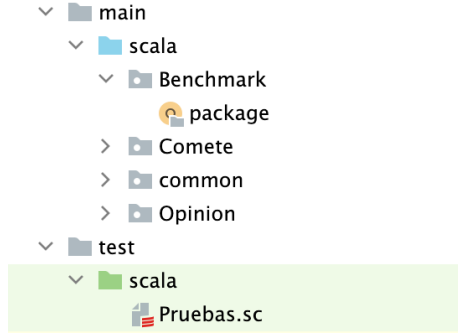 main
scala
Benchmark
package
Comete
common
Opinion
test
scala
Pruebas.sc